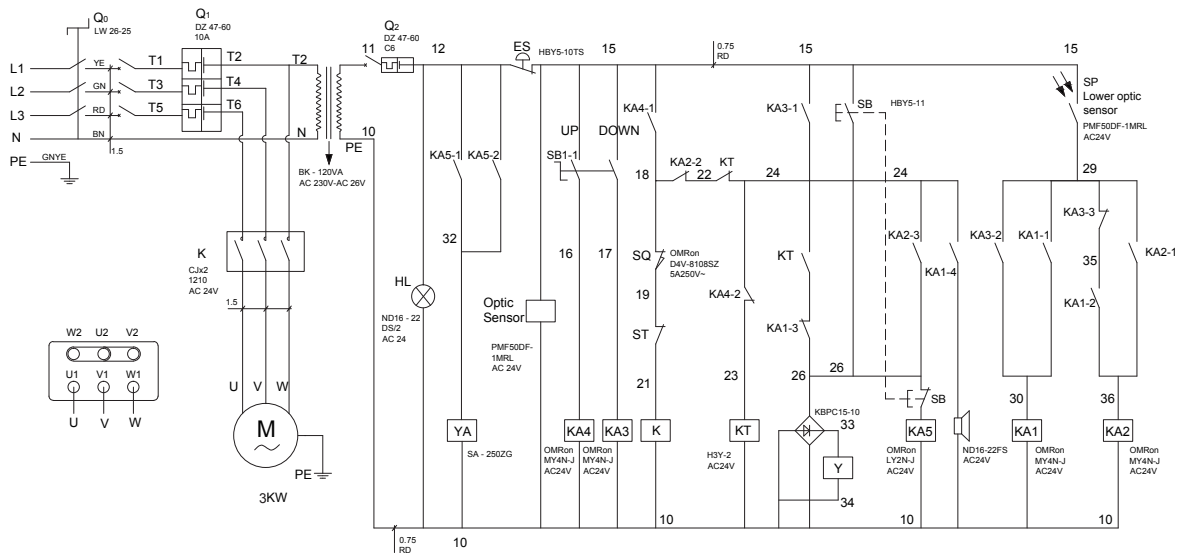 Q0
LW 26-25
Q1
DZ 47-60
10A
Q2
DZ 47-60
C6
L1
L2
L3
N
PE
YE
GN
RD
BN
GNYE
1.5
T1
T3
T5
T2
T4
T6
T2
N
PE
10
BK - 120VA
AC 230V-AC 26V
11
12
ES
HBY5-10TS
15
0.75
RD
15
15
K
CJx2
1210
AC 24V
1.5
U
V
W
M
~
PE
3KW
W2 U2 V2
U1 V1 W1
U V W
HL
ND16 - 22
DS/2
AC 24
KA5-1
KA5-2
32
YA
SA - 250ZG
Optic
Sensor
PMF50DF-
1MRL
AC 24V
UP
DOWN
SB1-1
16
17
KA4
OMRon
MY4N-J
AC24V
KA3
OMRon
MY4N-J
AC24V
KA4-1
18
KA2-2
22
KT
24
24
SQ
OMRon
D4V-8108SZ
5A250V~
19
ST
21
K
KA4-2
23
KT
H3Y-2
AC24V
KA3-1
SB
HBY5-11
KT
KA1-3
26
26
KBPC15-10
33
Y
34
KA2-3
KA1-4
SB
KA5
OMRon
LY2N-J
AC24V
ND16-22FS
AC24V
SP
Lower optic
sensor
PMF50DF-1MRL
AC24V
29
KA3-2
KA1-1
KA3-3
35
KA1-2
KA2-1
30
36
KA1
OMRon
MY4N-J
AC24V
KA2
OMRon
MY4N-J
AC24V
0.75
RD
10
10
10
10